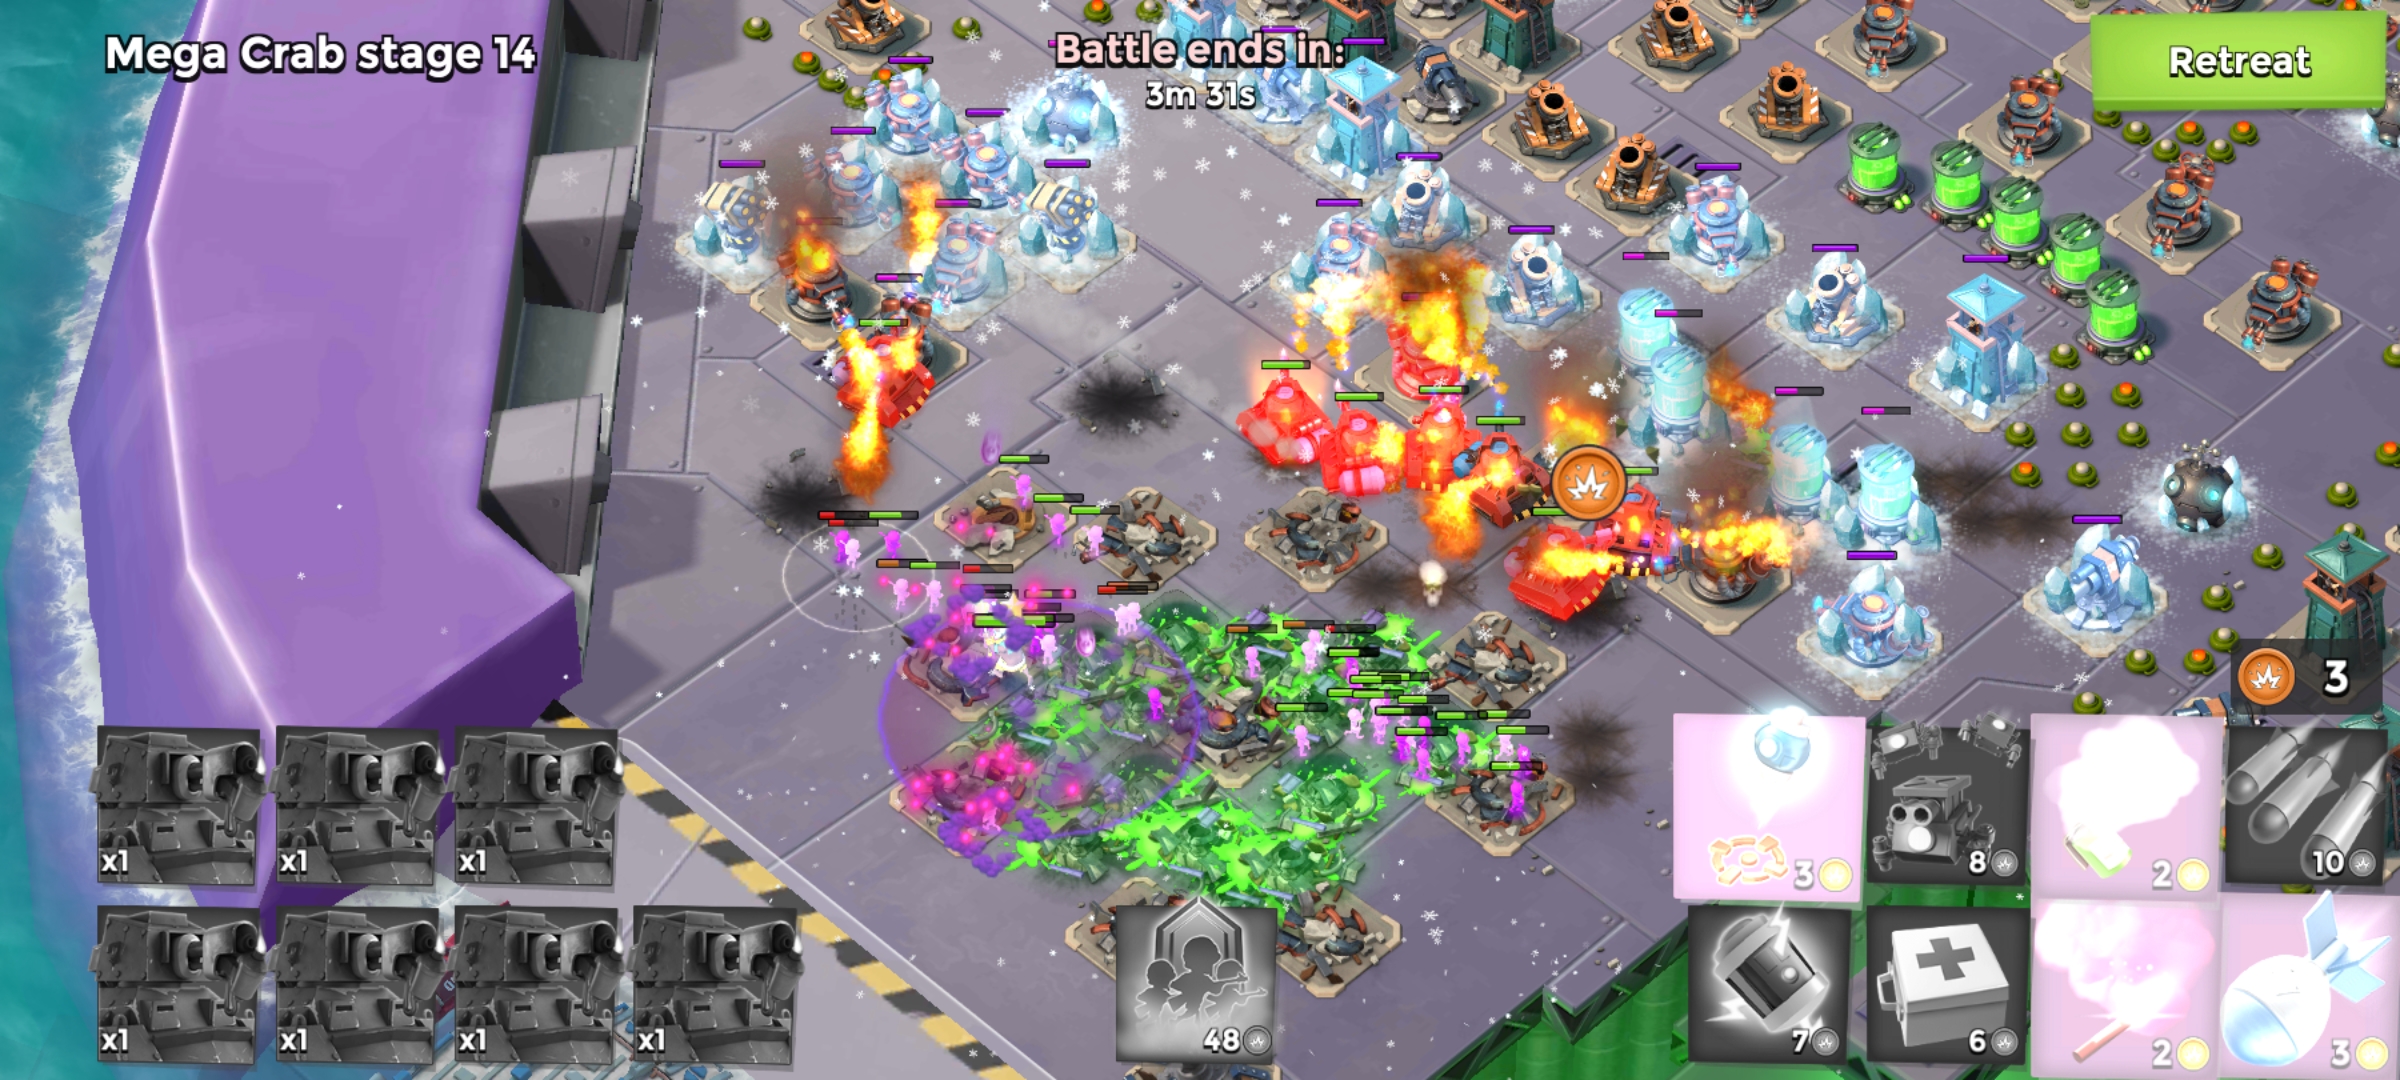 Mega Crab stage 14
Battle ends in:
3m 31s
Retreat
3
x1
x1
x1
3
8
2
10
x1
x1
x1
x1
48
7
6
2
3